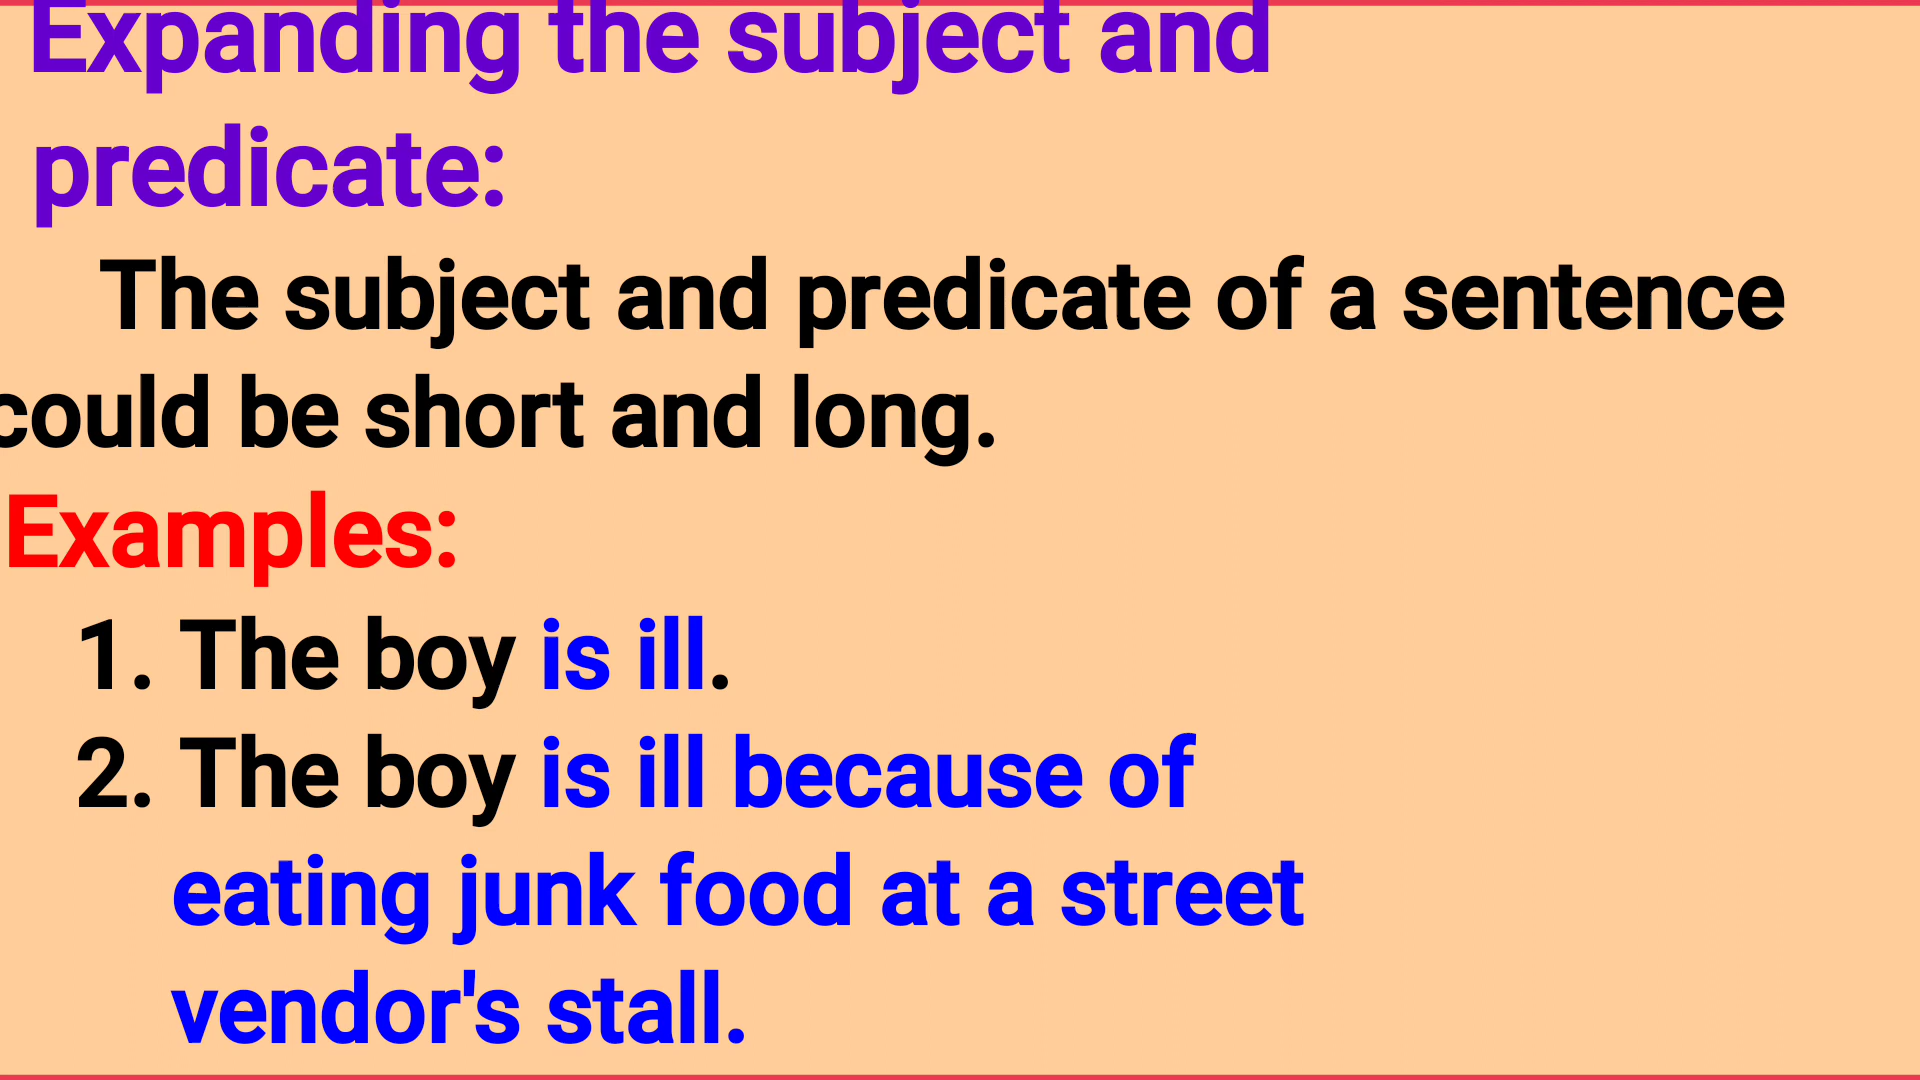 Expanding the subject and
predicate:
The subject and predicate of a sentence
could be short and long.
Examples:
1. The boy is ill.
2. The boy is ill because of
eating junk food at a street
vendor's stall.